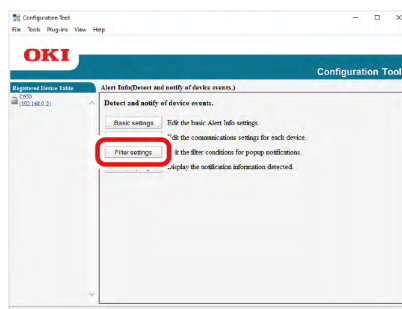 Configuration Tool
File Tools Plug-ins View Help
OKI
Configuration Tool
Registered Device Table
Alert Info(Detect and notify of device events.)
(192.168.0.2)
Detect and notify of device events.
Basic settings Edit the basic Alert Info settings.
the communications settings for each device.
Filter settings the filter conditions for popup notifications.
the notification information detected.